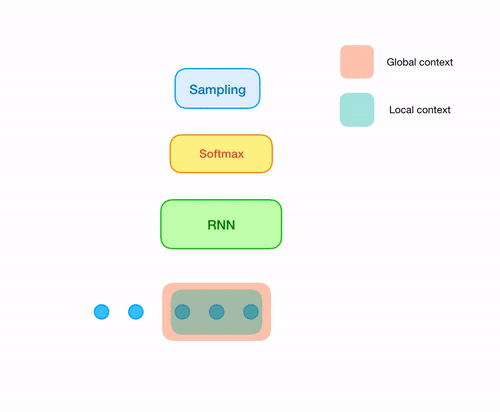 Global context
Sampling
Local context
Softmax
RNN